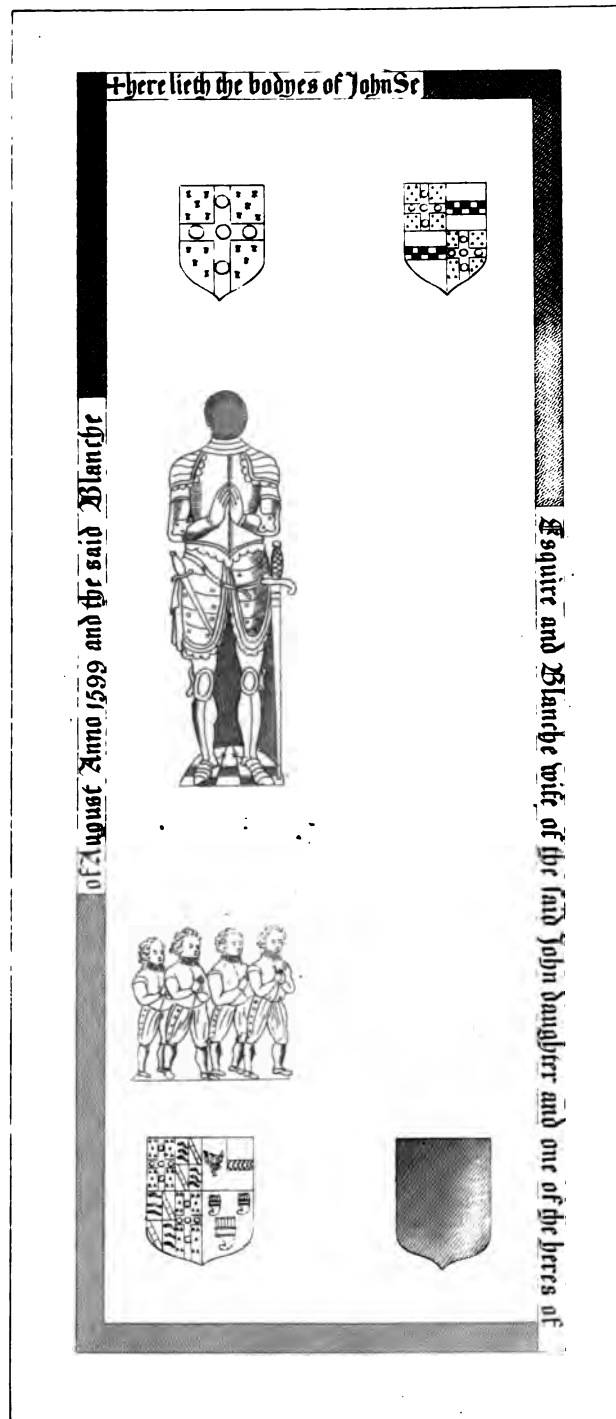 +here lieth the bodyes of John Se
Esquire and Blanche wife of the said John daughter and one of the heres of
of August Anno 1599 and the said Blanche